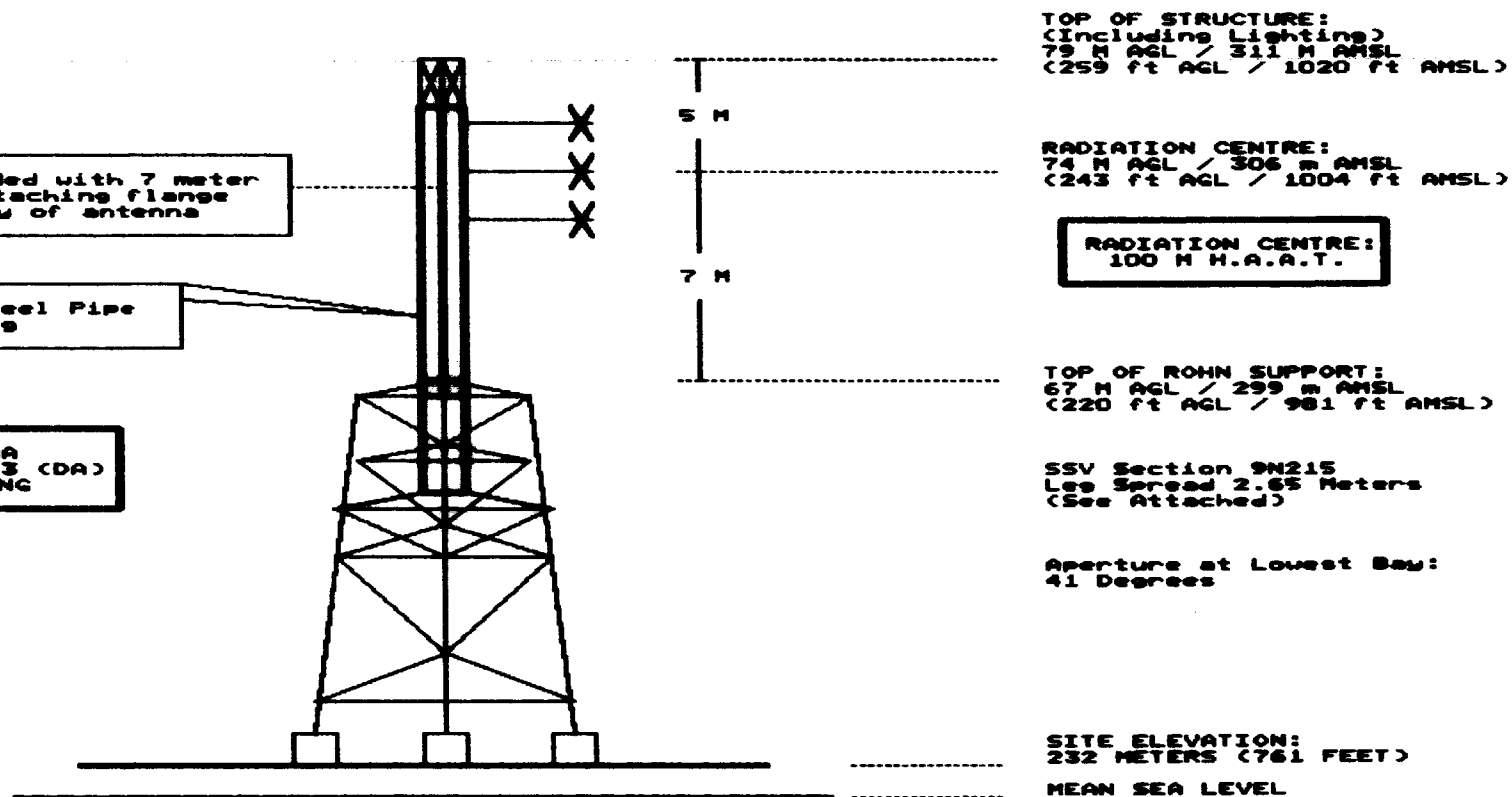 TOP OF STRUCTURE:
(Including Lighting)
79 M AGL / 311 M AMSL
(259 ft AGL / 1020 ft AMSL)
5 M
RADIATION CENTRE:
74 M AGL / 306 m AMSL
(243 ft AGL / 1004 ft AMSL)
ded with 7 meter
taching flange
y of antenna
RADIATION CENTRE:
100 M H.A.A.T.
7 M
eel Pipe
g
TOP OF ROHN SUPPORT:
67 M AGL / 299 m AMSL
(220 ft AGL / 981 ft AMSL)
A
3 (DA)
NG
SSV Section 9N215
Leg Spread 2.65 Meters
(See Attached)
Aperture at Lowest Bay:
41 Degrees
SITE ELEVATION:
232 METERS (761 FEET)
MEAN SEA LEVEL